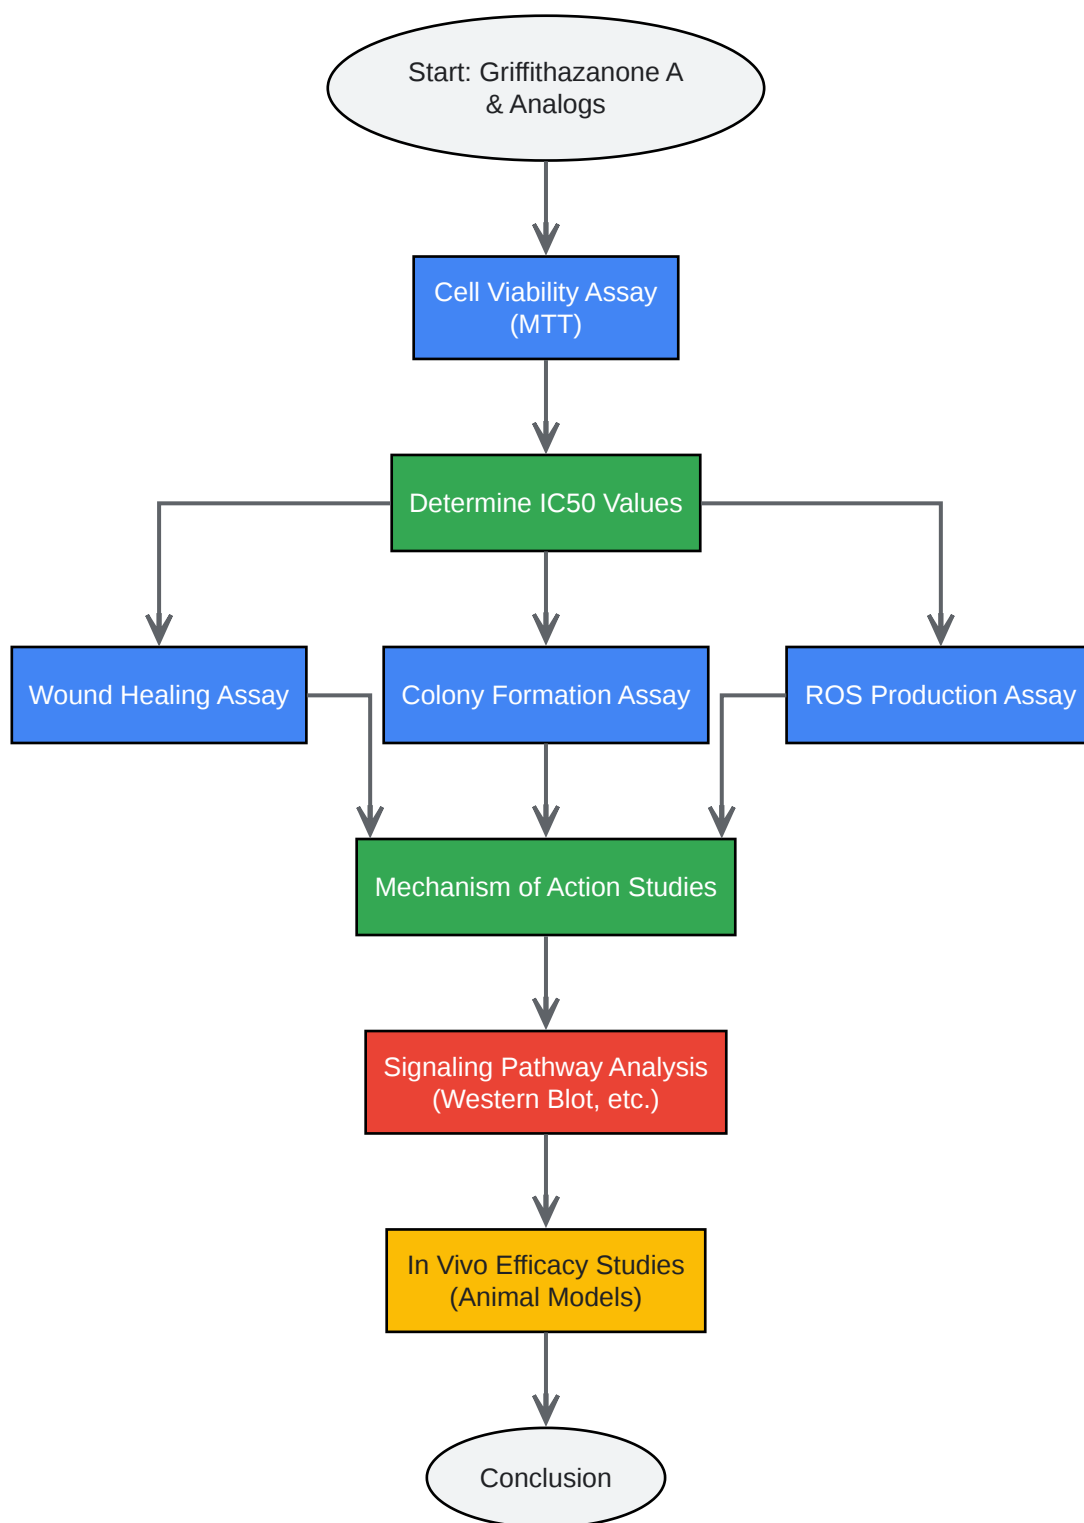 Start: Griffithazanone A
& Analogs
Cell Viability Assay
(MTT)
Determine IC50 Values
Wound Healing Assay
Colony Formation Assay
ROS Production Assay
Mechanism of Action Studies
Signaling Pathway Analysis
(Western Blot, etc.)
In Vivo Efficacy Studies
(Animal Models)
Conclusion